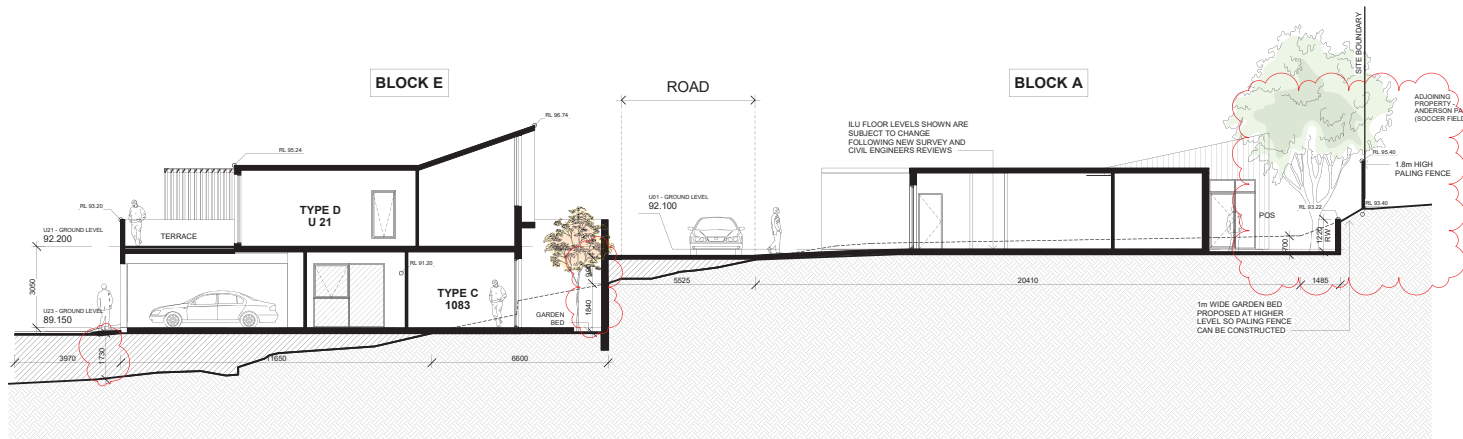 BLOCK E
ROAD
BLOCK A
SITE BOUNDARY
ADJOINING
PROPERTY -
ANDERSON PA
(SOCCER FIELD
RL 96.74
ILU FLOOR LEVELS SHOWN ARE
SUBJECT TO CHANGE
FOLLOWING NEW SURVEY AND
CIVIL ENGINEERS REVIEWS
RL 95.24
RL 95.40
1.8m HIGH
PALING FENCE
U01 - GROUND LEVEL
92.100
TYPE D
U 21
RL 93.20
RL 93.22
RL 93.40
POS
U21 - GROUND LEVEL
92.200
TERRACE
RW
700
RL 91.20
3050
TYPE C
1083
5525
20410
1485
1840
GARDEN
BED
U23 - GROUND LEVEL
89.150
1m WIDE GARDEN BED
PROPOSED AT HIGHER
LEVEL SO PALING FENCE
CAN BE CONSTRUCTED
3970
1730
11650
6600